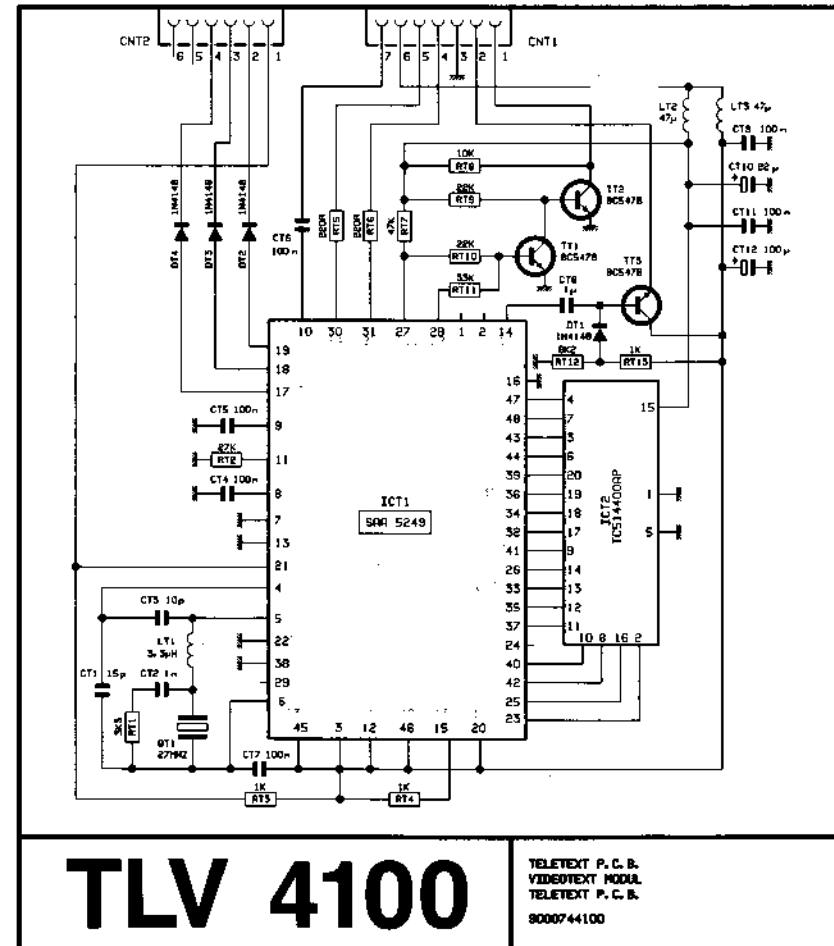 CNT2
6 5 4 3 2 1
CNT1
7 6 5 4 3 2 1
LT2
47µ
LT3 47µ
CT9 100n
CT10 22µ
CT11 100n
CT12 100µ
10K
RT8
22K
RT9
TT2
BC547B
22K
RT10
TT1
BC547B
33K
RT11
TT3
BC547B
CT8
1µ
DT1
1N4148
8K2
RT12
1K
RT13
1N4148
DT4
1N4148
DT3
1N4148
DT2
CT6
100n
220R
RT5
220R
RT6
47K
RT7
10 30 31 27 28 1 2 14
19
18
17
CT5 100n
9
27K
RT2
11
CT4 100n
8
7
13
21
4
CT3 10p
5
LT1
3,3µH
22
38
CT1 15p
CT2 1n
29
6
3K3
RT1
QT1
27MHZ
CT7 100n
45 3 12 46 15 20
1K
RT3
1K
RT4
ICT1
SAA 5249
16
47
48
43
44
39
36
34
32
41
26
33
35
37
24
40
42
25
23
4
7
3
6
20
19
18
17
9
14
13
12
11
10 8 16 2
15
1
5
ICT2
TC514400AP
TLV 4100
TELETEXT P.C.B.
VIDEOTEXT MODUL
TELETEXT P.C.B.
9000744100